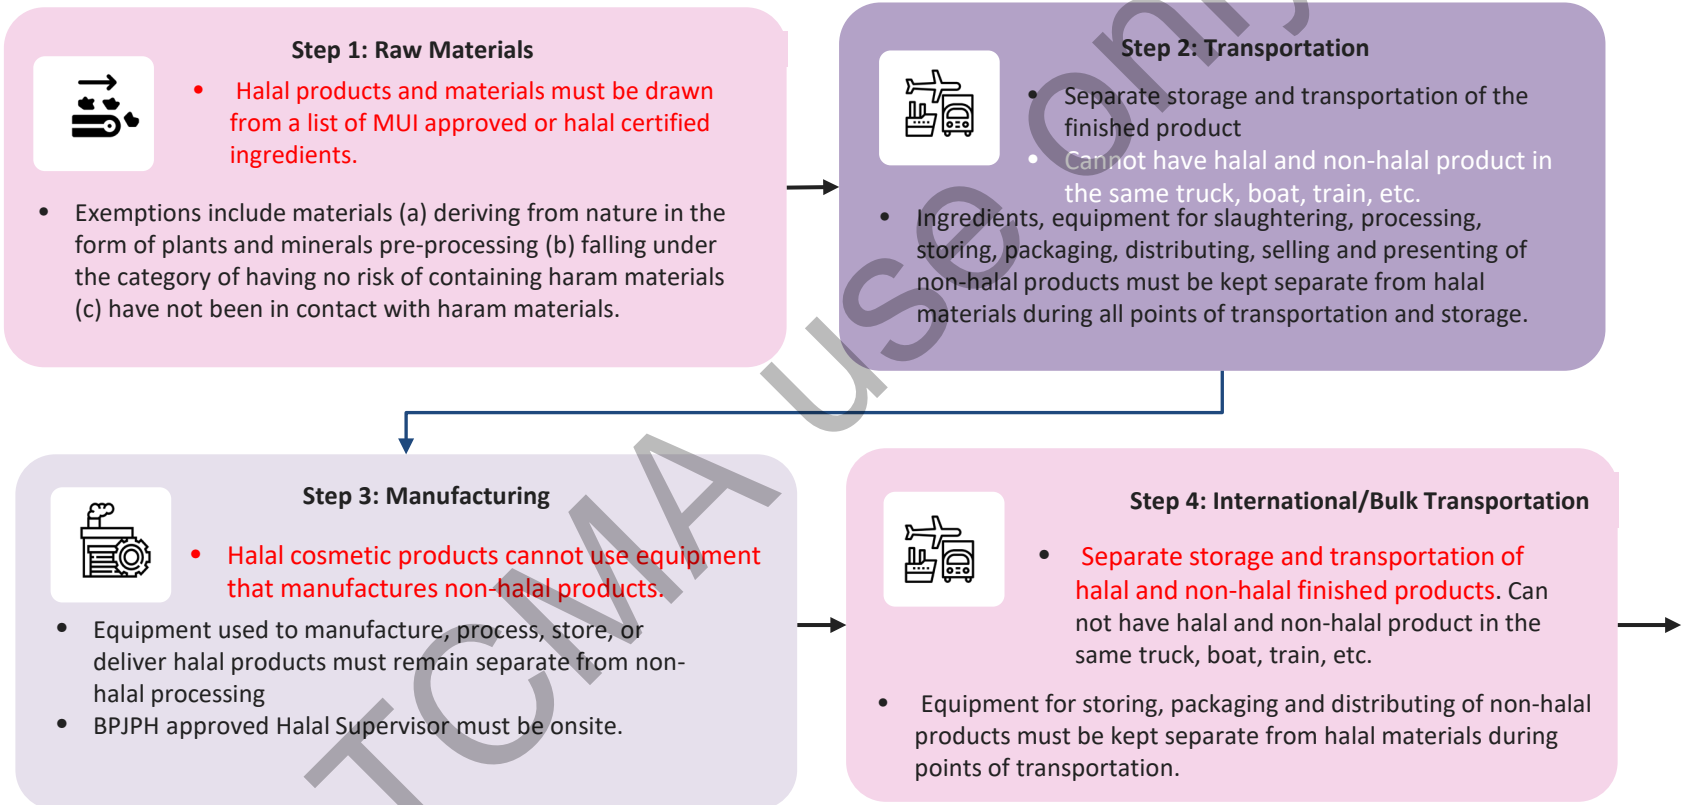 Step 1: Raw Materials
• Halal products and materials must be drawn
from a list of MUI approved or halal certified
ingredients.
• Exemptions include materials (a) deriving from nature in the
form of plants and minerals pre-processing (b) falling under
the category of having no risk of containing haram materials
(c) have not been in contact with haram materials.
Step 2: Transportation
• Separate storage and transportation of the
finished product
• Cannot have halal and non-halal product in
the same truck, boat, train, etc.
• Ingredients, equipment for slaughtering, processing,
storing, packaging, distributing, selling and presenting of
non-halal products must be kept separate from halal
materials during all points of transportation and storage.
Step 3: Manufacturing
• Halal cosmetic products cannot use equipment
that manufactures non-halal products.
• Equipment used to manufacture, process, store, or
deliver halal products must remain separate from non-
halal processing
• BPJPH approved Halal Supervisor must be onsite.
Step 4: International/Bulk Transportation
• Separate storage and transportation of
halal and non-halal finished products. Can
not have halal and non-halal product in the
same truck, boat, train, etc.
• Equipment for storing, packaging and distributing of non-halal
products must be kept separate from halal materials during
points of transportation.
TCMA use only